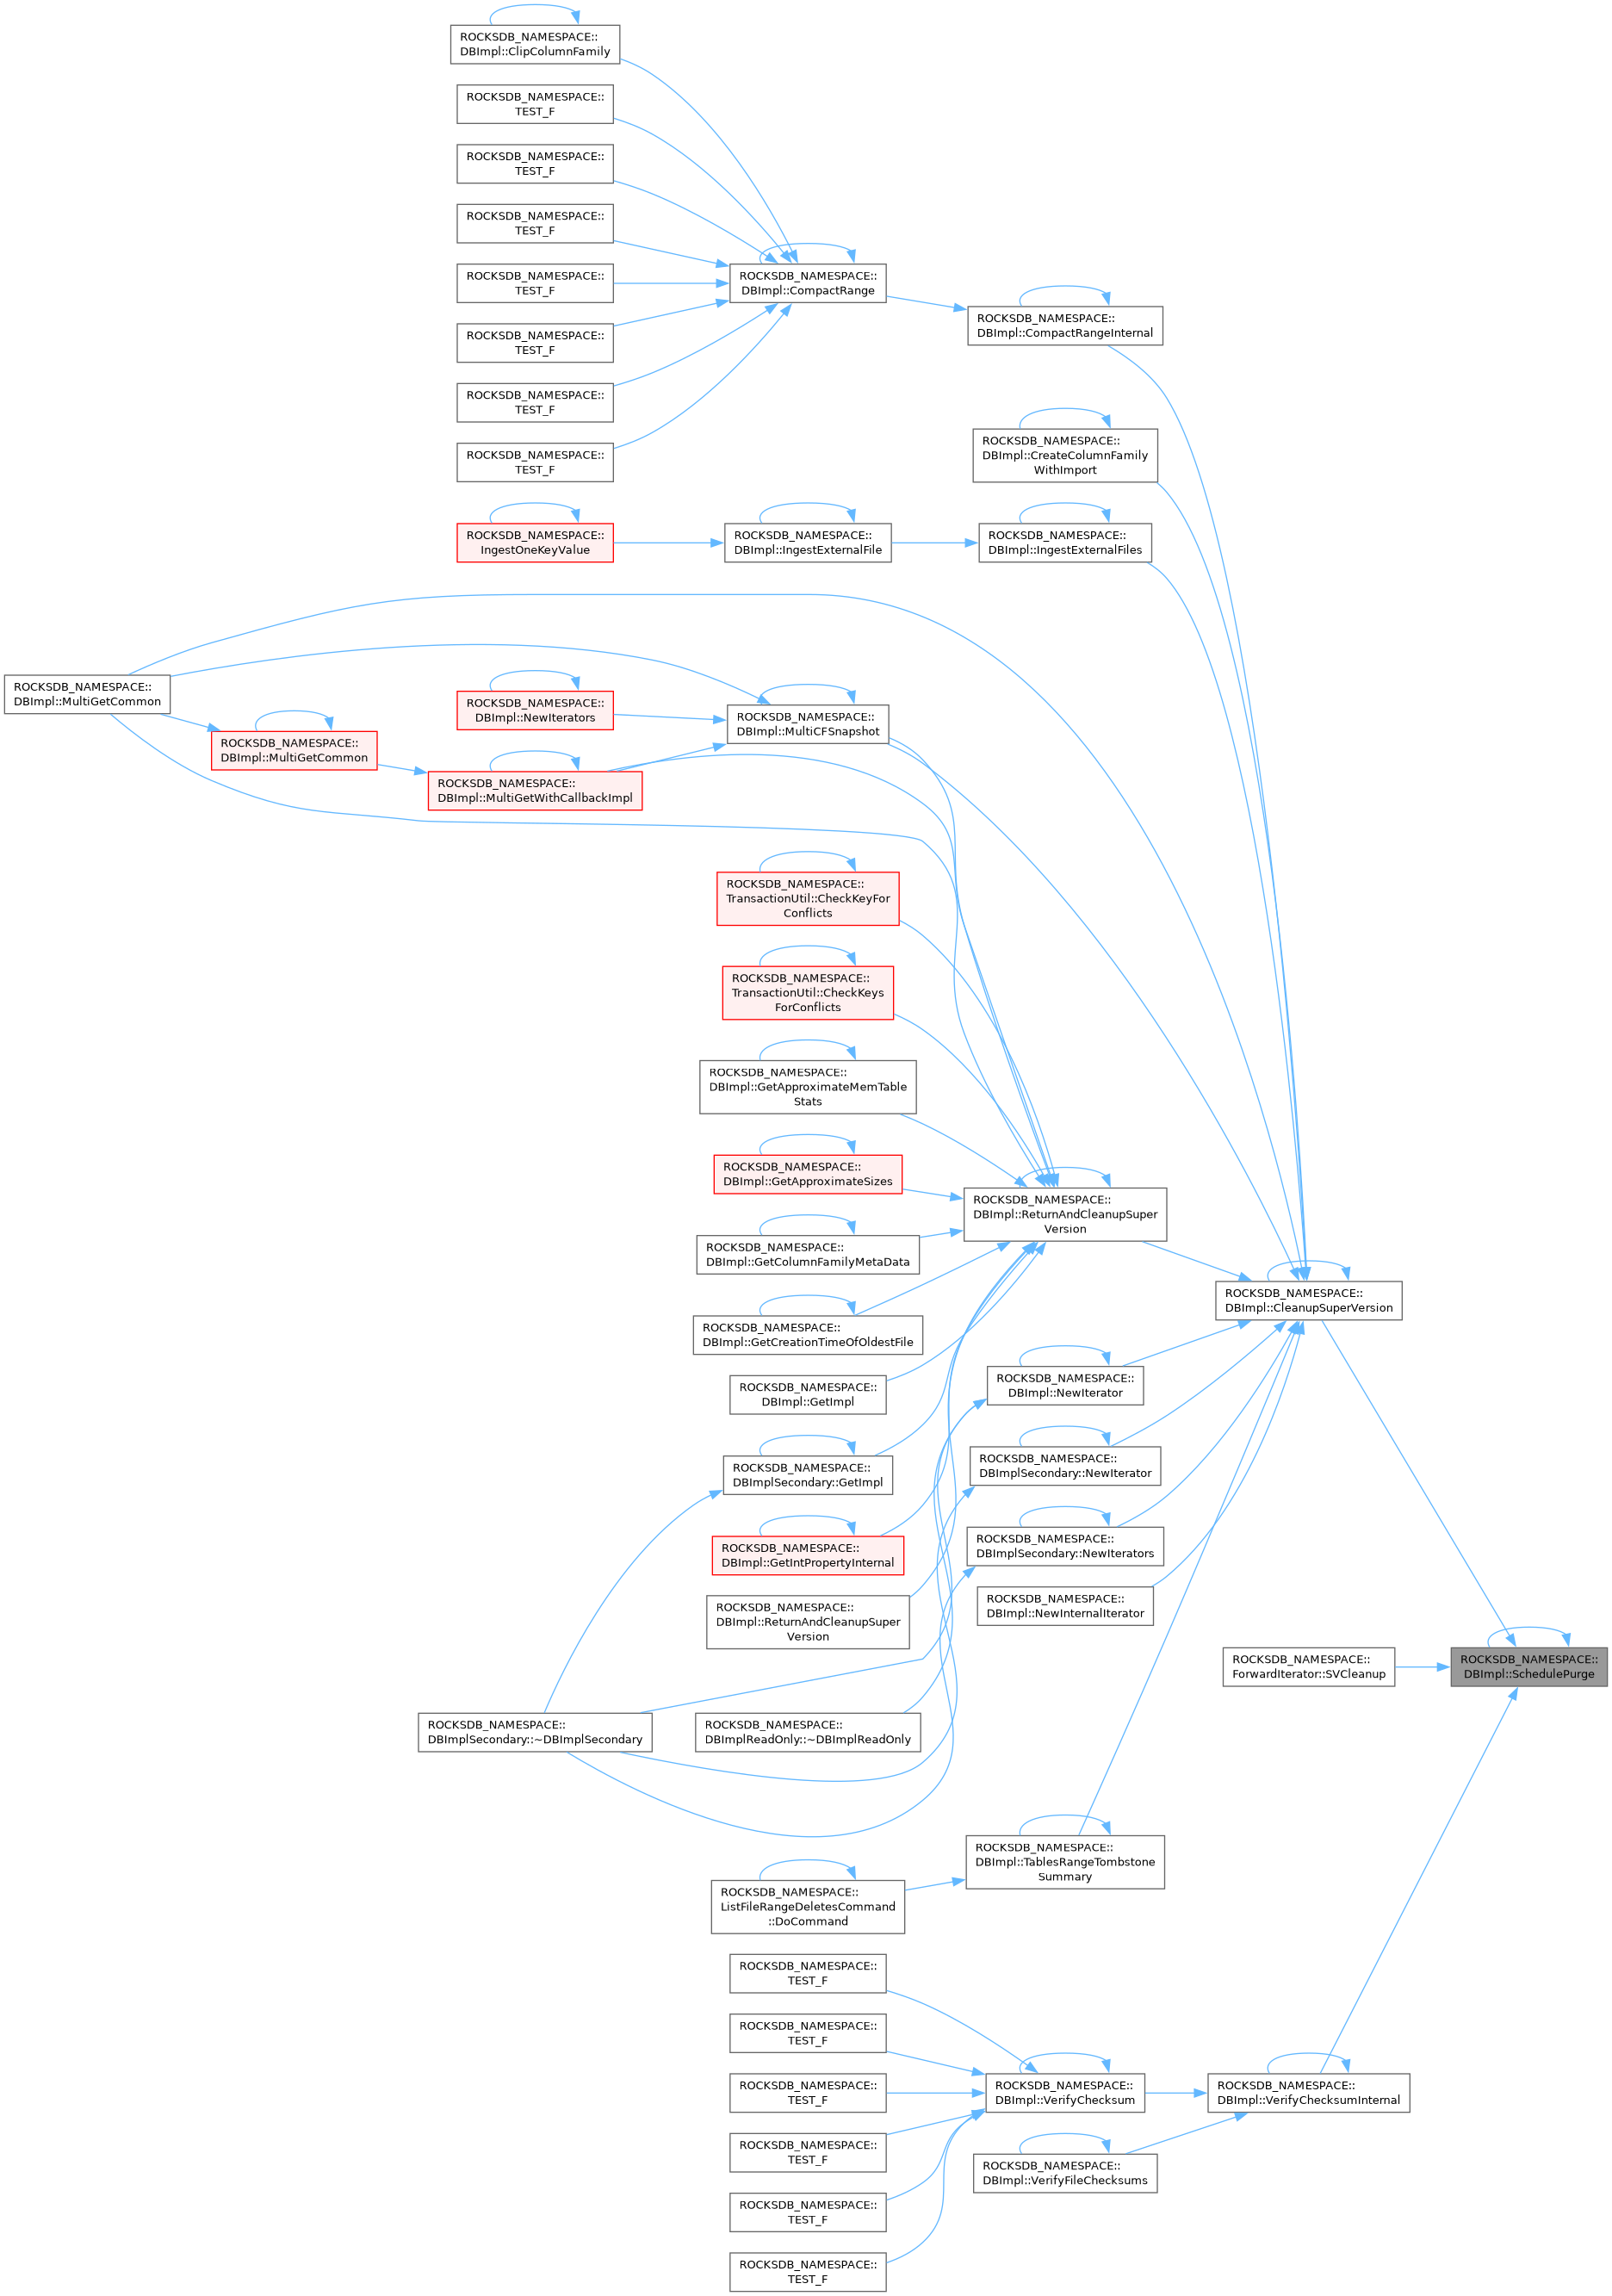 ROCKSDB_NAMESPACE::
DBImpl::ClipColumnFamily
ROCKSDB_NAMESPACE::
TEST_F
ROCKSDB_NAMESPACE::
TEST_F
ROCKSDB_NAMESPACE::
TEST_F
ROCKSDB_NAMESPACE::
DBImpl::CompactRange
ROCKSDB_NAMESPACE::
TEST_F
ROCKSDB_NAMESPACE::
DBImpl::CompactRangeInternal
ROCKSDB_NAMESPACE::
TEST_F
ROCKSDB_NAMESPACE::
TEST_F
ROCKSDB_NAMESPACE::
TEST_F
ROCKSDB_NAMESPACE::
DBImpl::CreateColumnFamily
WithImport
ROCKSDB_NAMESPACE::
IngestOneKeyValue
ROCKSDB_NAMESPACE::
DBImpl::IngestExternalFile
ROCKSDB_NAMESPACE::
DBImpl::IngestExternalFiles
ROCKSDB_NAMESPACE::
DBImpl::MultiGetCommon
ROCKSDB_NAMESPACE::
DBImpl::NewIterators
ROCKSDB_NAMESPACE::
DBImpl::MultiCFSnapshot
ROCKSDB_NAMESPACE::
DBImpl::MultiGetCommon
ROCKSDB_NAMESPACE::
DBImpl::MultiGetWithCallbackImpl
ROCKSDB_NAMESPACE::
TransactionUtil::CheckKeyFor
Conflicts
ROCKSDB_NAMESPACE::
TransactionUtil::CheckKeys
ForConflicts
ROCKSDB_NAMESPACE::
DBImpl::GetApproximateMemTable
Stats
ROCKSDB_NAMESPACE::
DBImpl::GetApproximateSizes
ROCKSDB_NAMESPACE::
DBImpl::ReturnAndCleanupSuper
Version
ROCKSDB_NAMESPACE::
DBImpl::GetColumnFamilyMetaData
ROCKSDB_NAMESPACE::
DBImpl::CleanupSuperVersion
ROCKSDB_NAMESPACE::
DBImpl::GetCreationTimeOfOldestFile
ROCKSDB_NAMESPACE::
DBImpl::GetImpl
ROCKSDB_NAMESPACE::
DBImpl::NewIterator
ROCKSDB_NAMESPACE::
DBImplSecondary::GetImpl
ROCKSDB_NAMESPACE::
DBImplSecondary::NewIterator
ROCKSDB_NAMESPACE::
DBImpl::GetIntPropertyInternal
ROCKSDB_NAMESPACE::
DBImplSecondary::NewIterators
ROCKSDB_NAMESPACE::
DBImpl::ReturnAndCleanupSuper
Version
ROCKSDB_NAMESPACE::
DBImpl::NewInternalIterator
ROCKSDB_NAMESPACE::
ForwardIterator::SVCleanup
ROCKSDB_NAMESPACE::
DBImpl::SchedulePurge
ROCKSDB_NAMESPACE::
DBImplSecondary::~DBImplSecondary
ROCKSDB_NAMESPACE::
DBImplReadOnly::~DBImplReadOnly
ROCKSDB_NAMESPACE::
DBImpl::TablesRangeTombstone
Summary
ROCKSDB_NAMESPACE::
ListFileRangeDeletesCommand
::DoCommand
ROCKSDB_NAMESPACE::
TEST_F
ROCKSDB_NAMESPACE::
TEST_F
ROCKSDB_NAMESPACE::
TEST_F
ROCKSDB_NAMESPACE::
DBImpl::VerifyChecksum
ROCKSDB_NAMESPACE::
DBImpl::VerifyChecksumInternal
ROCKSDB_NAMESPACE::
TEST_F
ROCKSDB_NAMESPACE::
DBImpl::VerifyFileChecksums
ROCKSDB_NAMESPACE::
TEST_F
ROCKSDB_NAMESPACE::
TEST_F